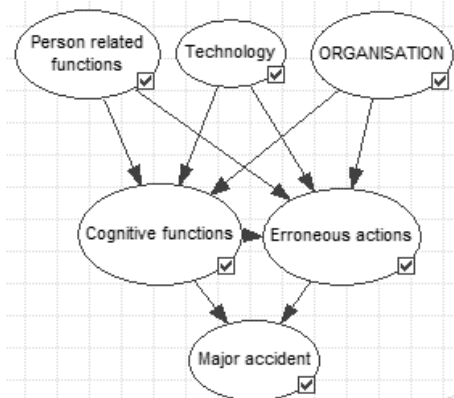 Person related
functions
Technology
ORGANISATION
Cognitive functions
Erroneous actions
Major accident